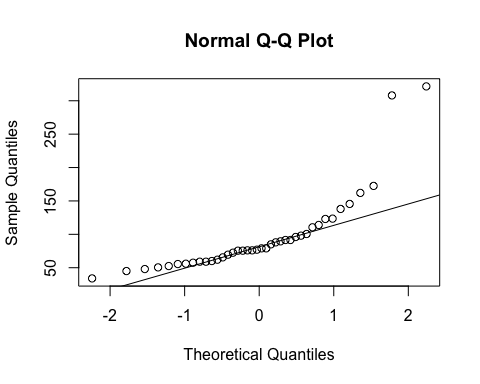 Normal Q-Q Plot
Sample Quantiles
250
150
50
-2 -1 0 1 2
Theoretical Quantiles